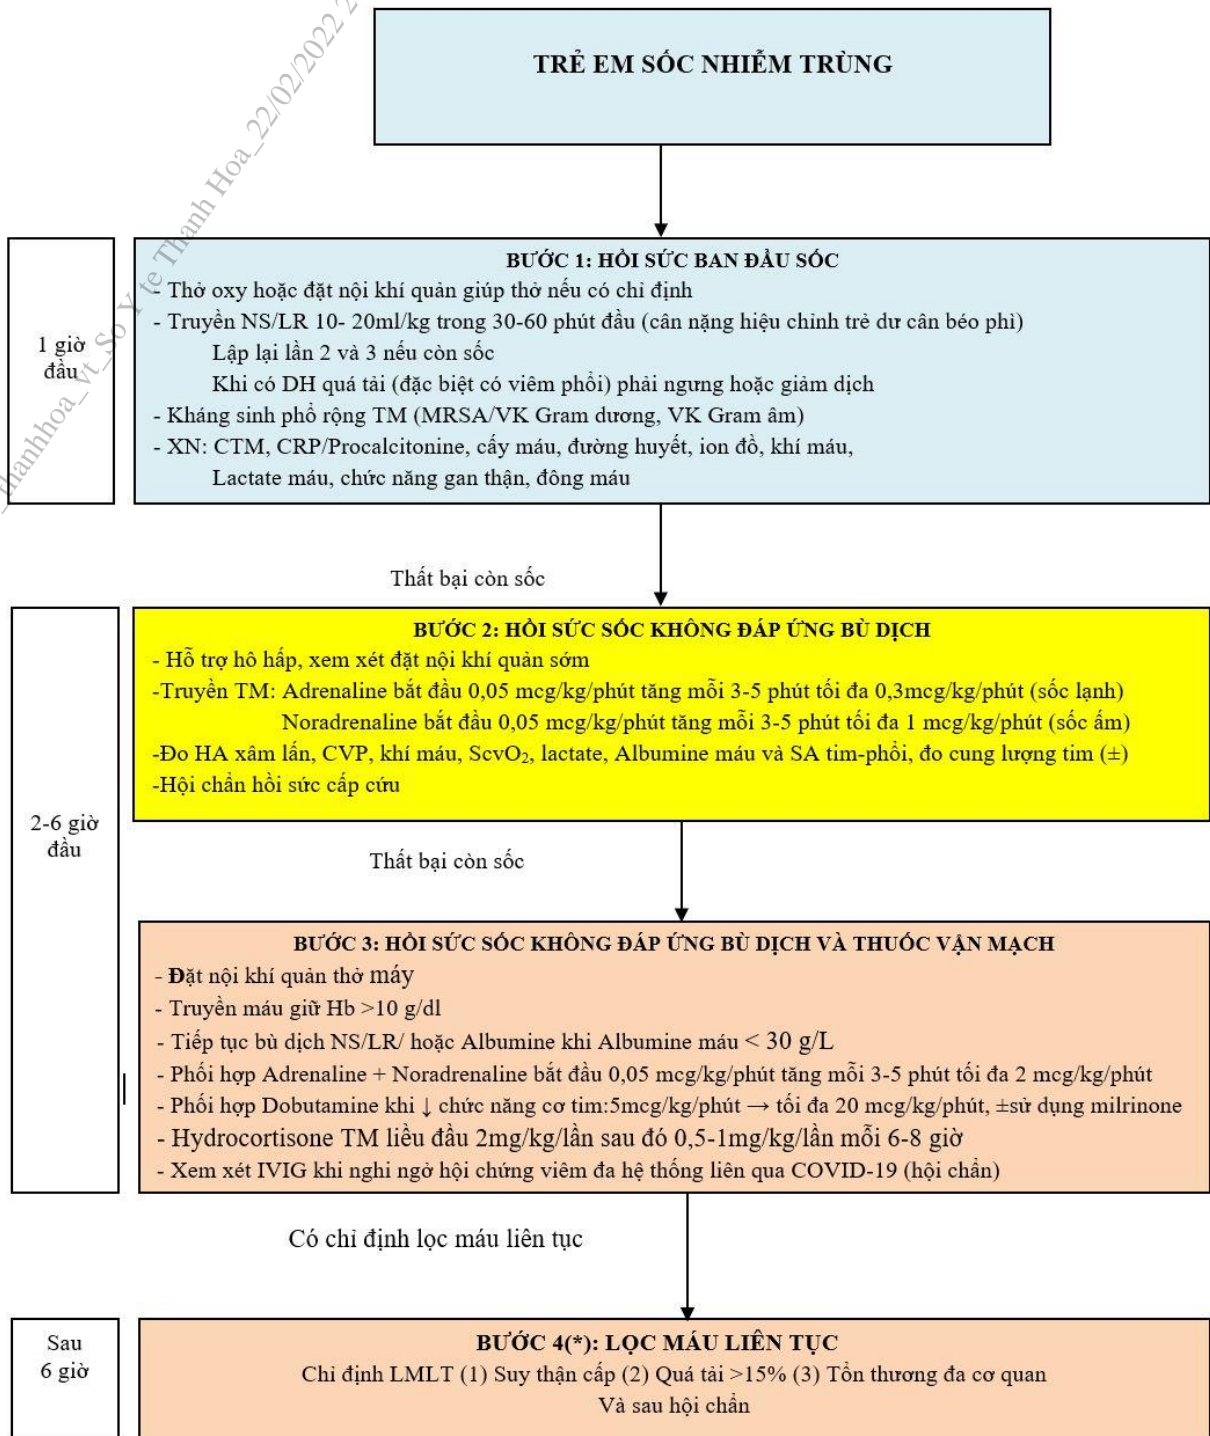 TRẺ EM SỐC NHIỄM TRÙNG
1 giờ
đầu
BƯỚC 1: HỒI SỨC BAN ĐẦU SỐC
- Thở oxy hoặc đặt nội khí quản giúp thở nếu có chỉ định
- Truyền NS/LR 10- 20ml/kg trong 30-60 phút đầu (cân nặng hiệu chỉnh trẻ dư cân béo phì)
Lập lại lần 2 và 3 nếu còn sốc
Khi có DH quá tải (đặc biệt có viêm phổi) phải ngưng hoặc giảm dịch
- Kháng sinh phổ rộng TM (MRSA/VK Gram dương, VK Gram âm)
- XN: CTM, CRP/Procalcitonine, cấy máu, đường huyết, ion đồ, khí máu,
Lactate máu, chức năng gan thận, đông máu
Thất bại còn sốc
2-6 giờ
đầu
BƯỚC 2: HỒI SỨC SỐC KHÔNG ĐÁP ỨNG BÙ DỊCH
- Hỗ trợ hô hấp, xem xét đặt nội khí quản sớm
-Truyền TM: Adrenaline bắt đầu 0,05 mcg/kg/phút tăng mỗi 3-5 phút tối đa 0,3mcg/kg/phút (sốc lạnh)
Noradrenaline bắt đầu 0,05 mcg/kg/phút tăng mỗi 3-5 phút tối đa 1 mcg/kg/phút (sốc ấm)
-Đo HA xâm lấn, CVP, khí máu, ScvO₂, lactate, Albumine máu và SA tim-phổi, đo cung lượng tim (±)
-Hội chẩn hồi sức cấp cứu
Thất bại còn sốc
BƯỚC 3: HỒI SỨC SỐC KHÔNG ĐÁP ỨNG BÙ DỊCH VÀ THUỐC VẬN MẠCH
- Đặt nội khí quản thở máy
- Truyền máu giữ Hb >10 g/dl
- Tiếp tục bù dịch NS/LR/ hoặc Albumine khi Albumine máu < 30 g/L
- Phối hợp Adrenaline + Noradrenaline bắt đầu 0,05 mcg/kg/phút tăng mỗi 3-5 phút tối đa 2 mcg/kg/phút
- Phối hợp Dobutamine khi ↓ chức năng cơ tim:5mcg/kg/phút → tối đa 20 mcg/kg/phút, ±sử dụng milrinone
- Hydrocortisone TM liều đầu 2mg/kg/lần sau đó 0,5-1mg/kg/lần mỗi 6-8 giờ
- Xem xét IVIG khi nghi ngờ hội chứng viêm đa hệ thống liên qua COVID-19 (hội chẩn)
Có chỉ định lọc máu liên tục
Sau
6 giờ
BƯỚC 4(*): LỌC MÁU LIÊN TỤC
Chỉ định LMLT (1) Suy thận cấp (2) Quá tải >15% (3) Tổn thương đa cơ quan
Và sau hội chẩn
thanhhoa_vt_So Y te Thanh Hoa_22/02/2022